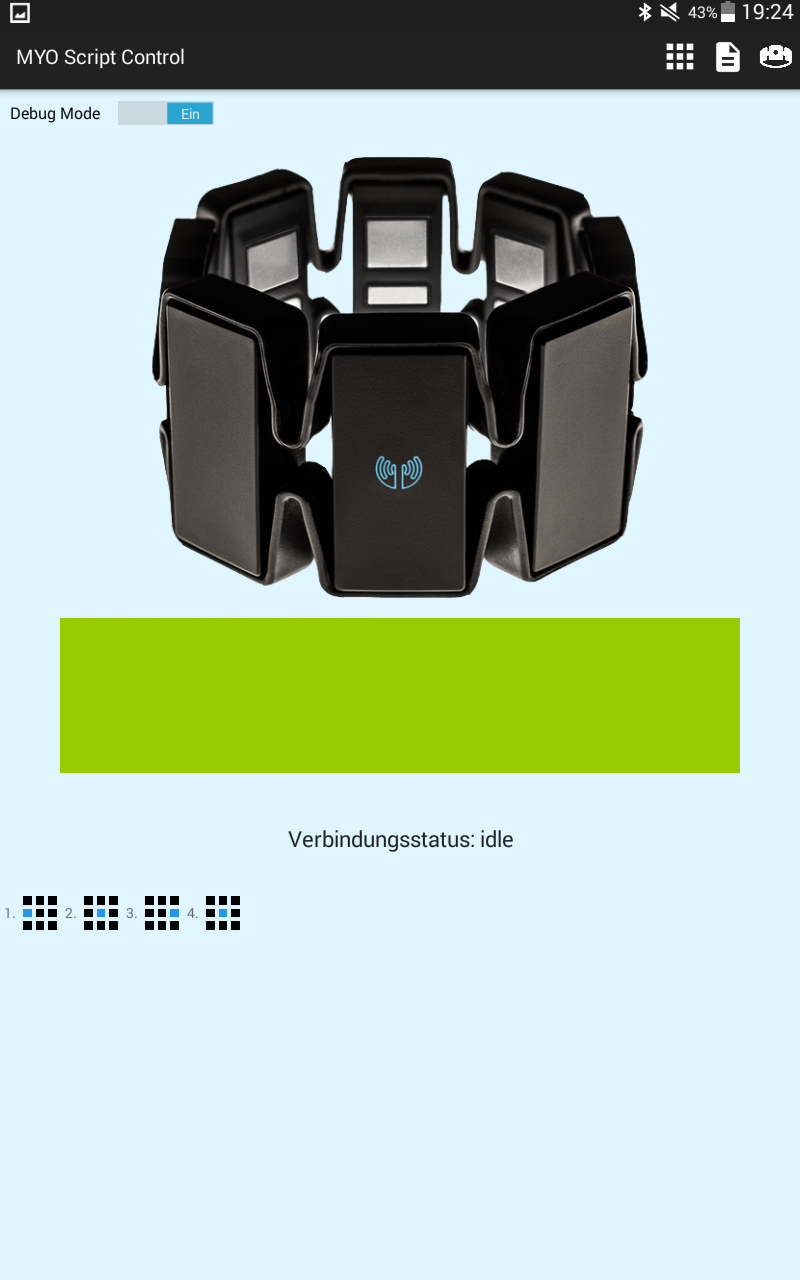 43% 19:24
MYO Script Control
Debug Mode Ein
Verbindungsstatus: idle
1. 2. 3. 4.